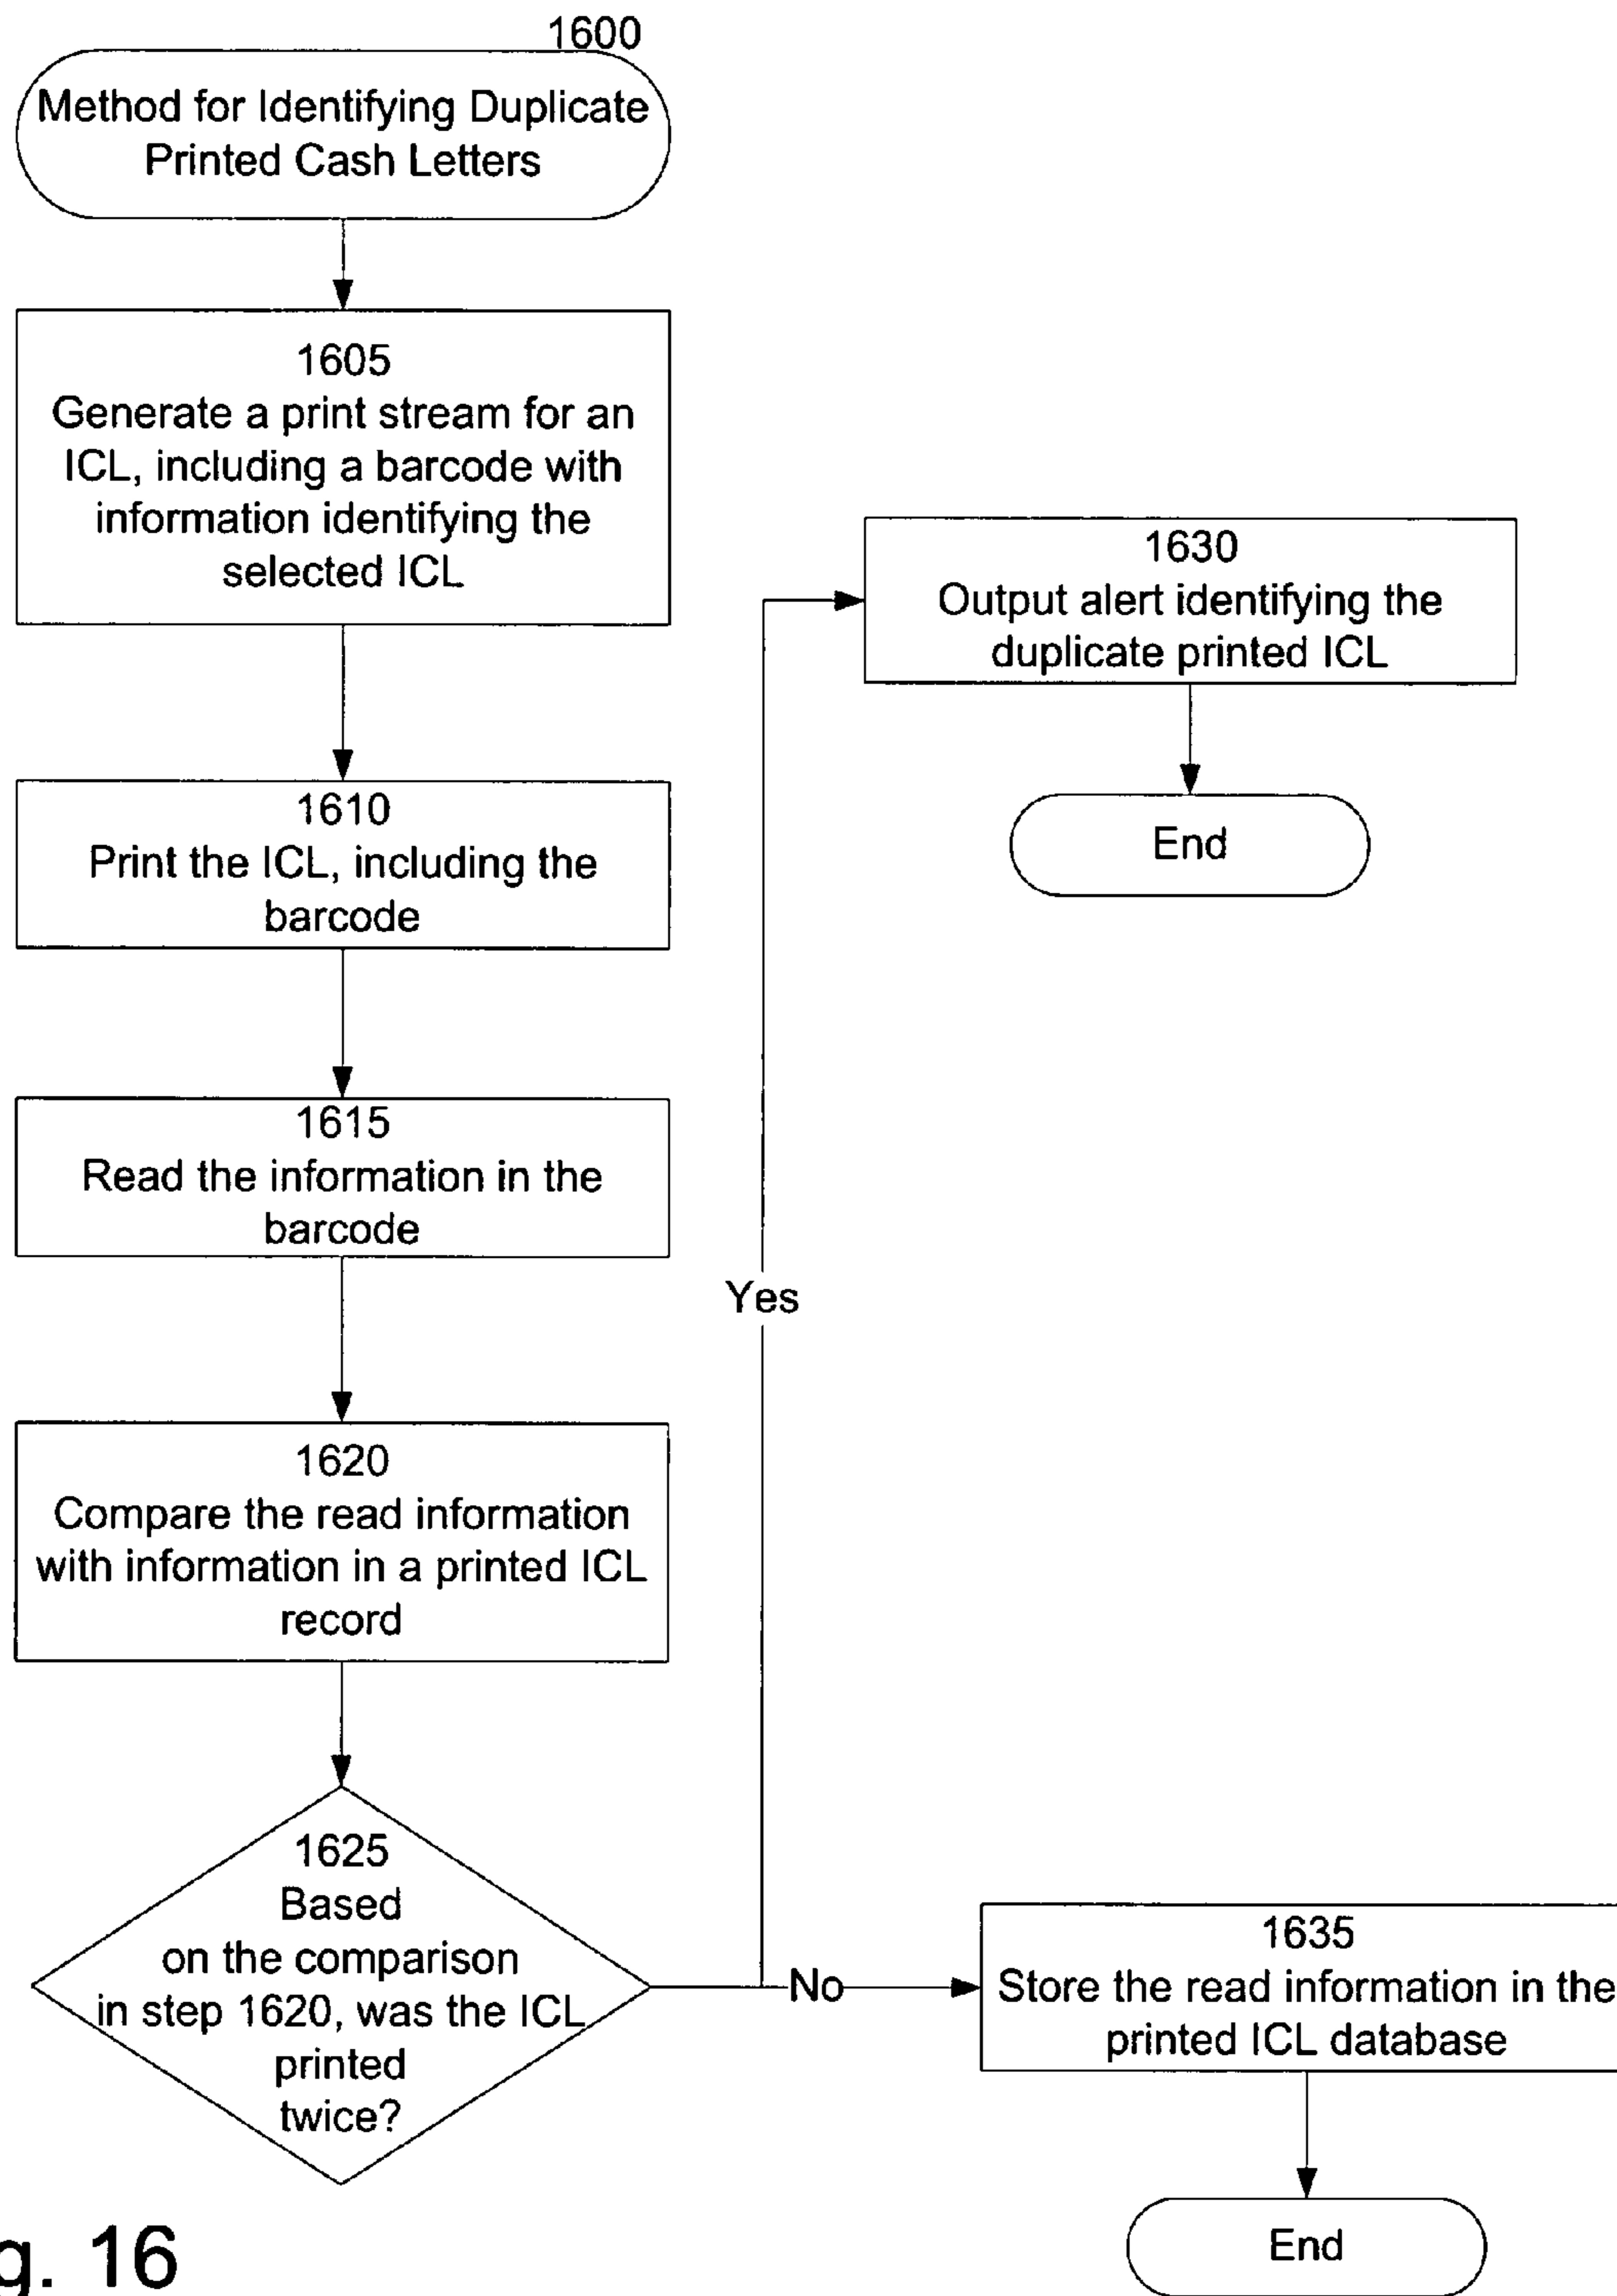 1600
Method for Identifying Duplicate
Printed Cash Letters
1605
Generate a print stream for an
ICL, including a barcode with
information identifying the
selected ICL
1610
Print the ICL, including the
barcode
1615
Read the information in the
barcode
1620
Compare the read information
with information in a printed ICL
record
1625
Based
on the comparison
in step 1620, was the ICL
printed
twice?
Yes
1630
Output alert identifying the
duplicate printed ICL
End
No
1635
Store the read information in the
printed ICL database
End
g. 16